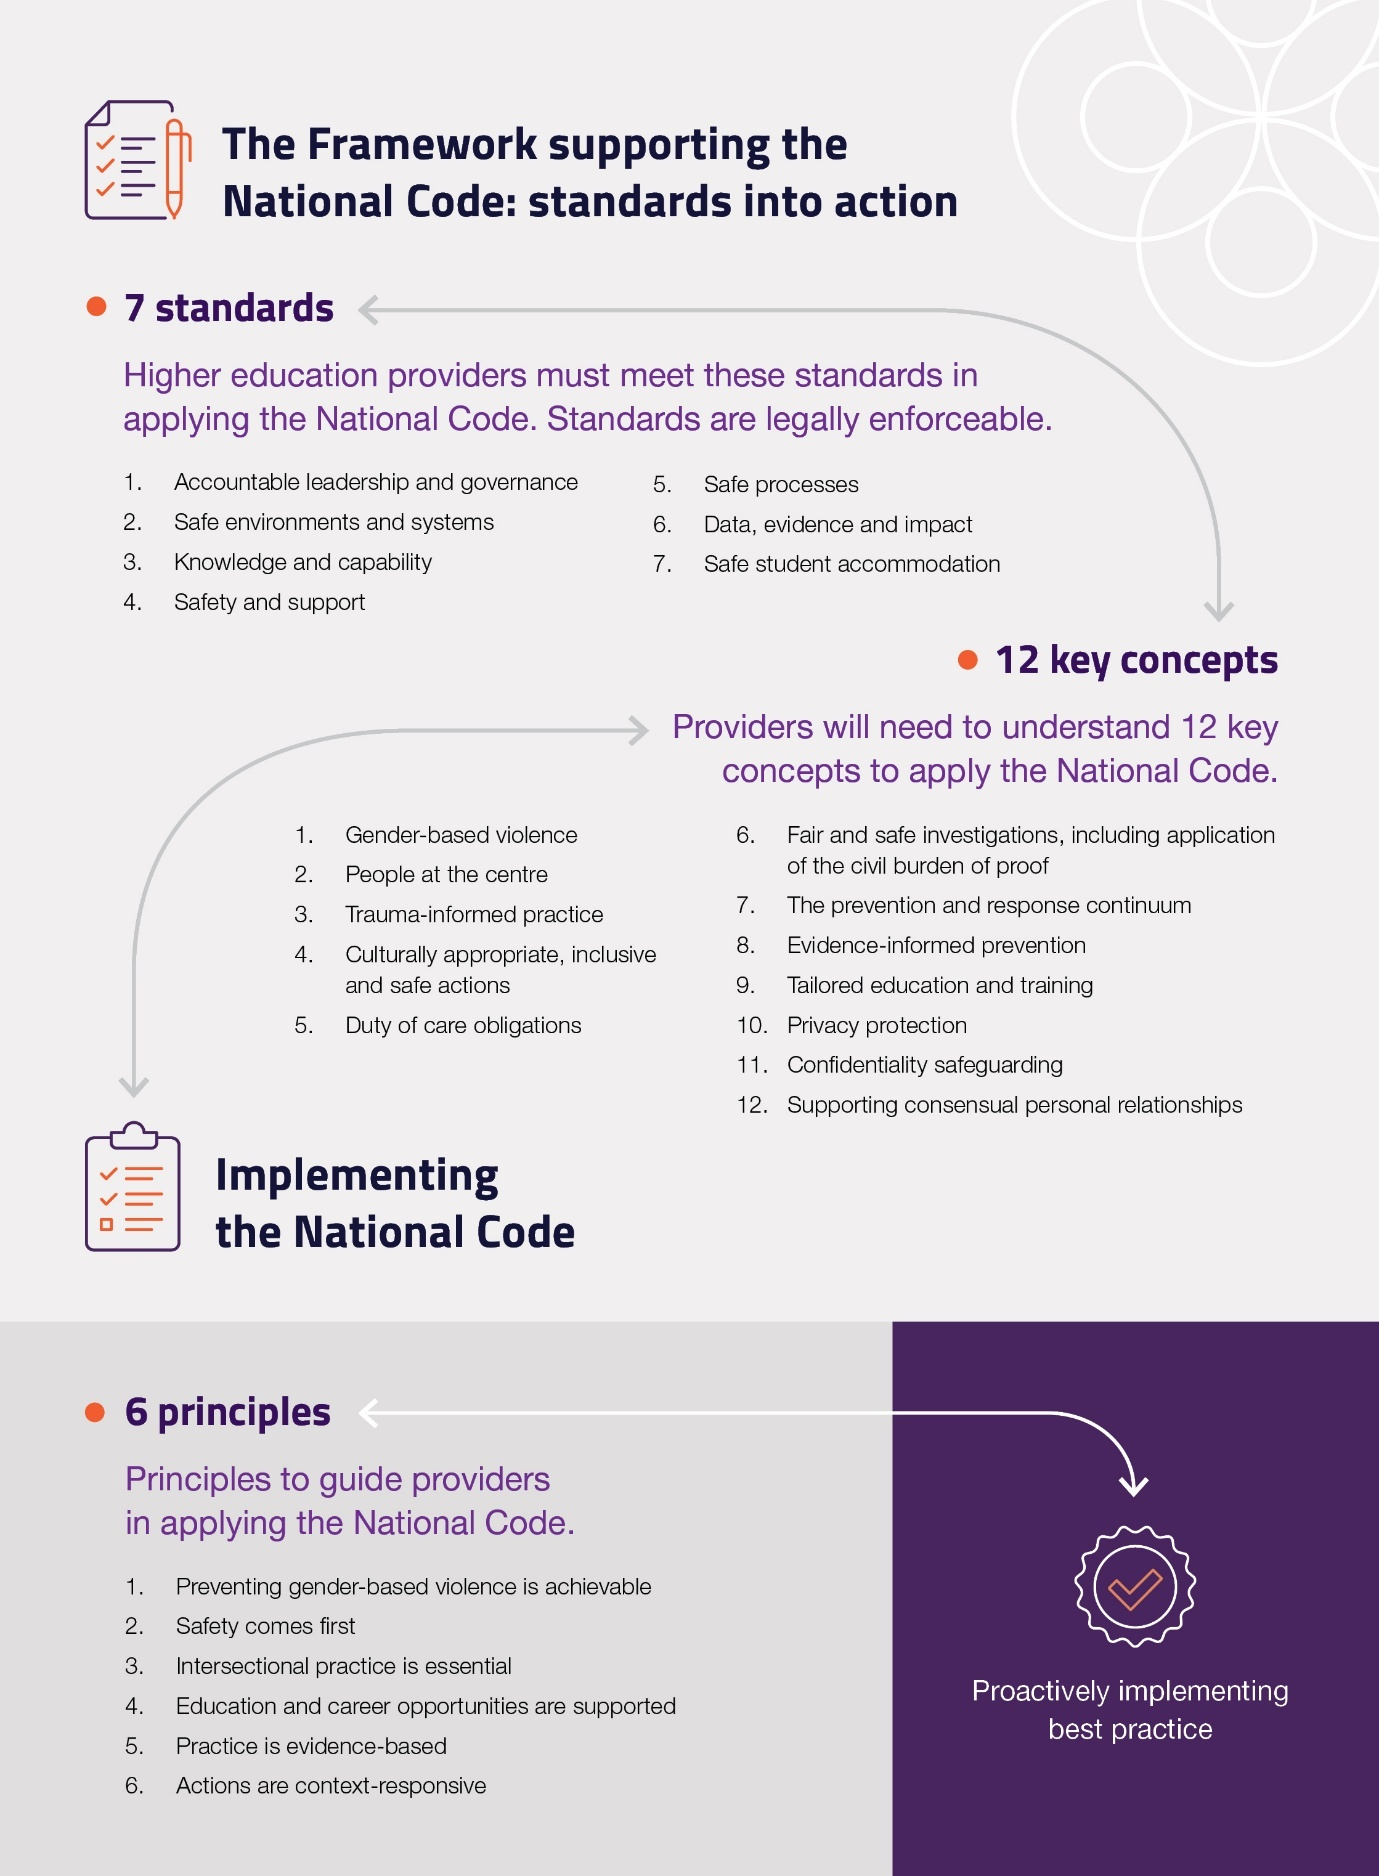 The Framework supporting the
National Code: standards into action
7 standards
Higher education providers must meet these standards in
applying the National Code. Standards are legally enforceable.
1. Accountable leadership and governance
2. Safe environments and systems
3. Knowledge and capability
4. Safety and support
5. Safe processes
6. Data, evidence and impact
7. Safe student accommodation
12 key concepts
Providers will need to understand 12 key
concepts to apply the National Code.
1. Gender-based violence
2. People at the centre
3. Trauma-informed practice
4. Culturally appropriate, inclusive
and safe actions
5. Duty of care obligations
6. Fair and safe investigations, including application
of the civil burden of proof
7. The prevention and response continuum
8. Evidence-informed prevention
9. Tailored education and training
10. Privacy protection
11. Confidentiality safeguarding
12. Supporting consensual personal relationships
Implementing
the National Code
6 principles
Principles to guide providers
in applying the National Code.
1. Preventing gender-based violence is achievable
2. Safety comes first
3. Intersectional practice is essential
4. Education and career opportunities are supported
5. Practice is evidence-based
6. Actions are context-responsive
Proactively implementing
best practice